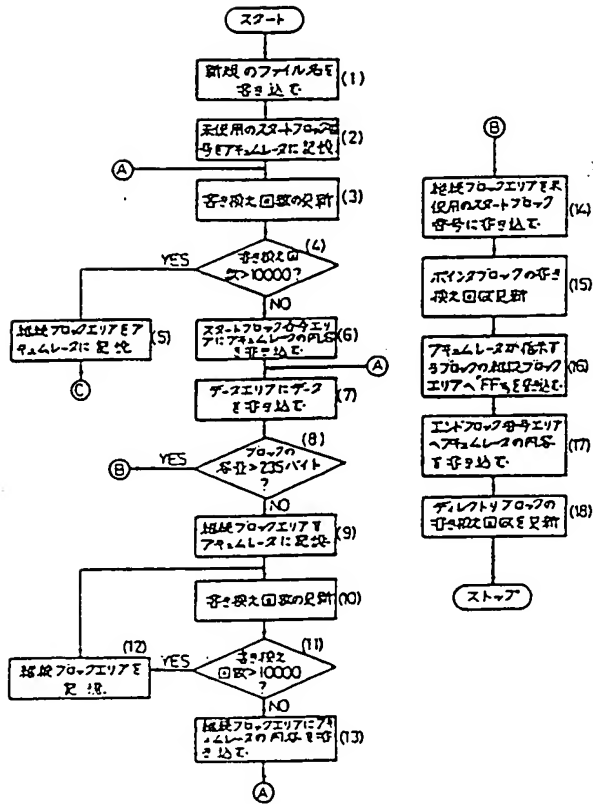 スタート
新規のファイル名を
書き込む
(1)
未使用のスタートブロック番
号をアキュムレータに記憶
(2)
A
書き換え回数の更新
(3)
(4)
書き換え回
数>10000?
YES
NO
継続ブロックエリアをア
キュムレータに記憶
(5)
C
スタートブロック番号エリ
アにアキュムレータの内容
を書き込む
(6)
A
データエリアにデータ
を書き込む
(7)
(8)
ブロックの
容量>235バイト
?
YES
B
NO
継続ブロックエリアを
アキュムレータに記憶
(9)
書き換え回数の更新
(10)
(11)
書き換え
回数>10000
?
YES
(12)
継続ブロックエリアを
記憶
NO
継続ブロックエリアにアキ
ュムレータの内容を書
き込む
(13)
A
B
継続ブロックエリアを未
使用のスタートブロック
番号に書き込む
(14)
ポインタブロックの書き
換え回数更新
(15)
アキュムレータが指示す
るブロックの継続ブロック
エリアへ"FF"を書き込む
(16)
エンドブロック番号エリア
へアキュムレータの内容
を書き込む
(17)
ディレクトリブロックの
書き換え回数を更新
(18)
ストップ